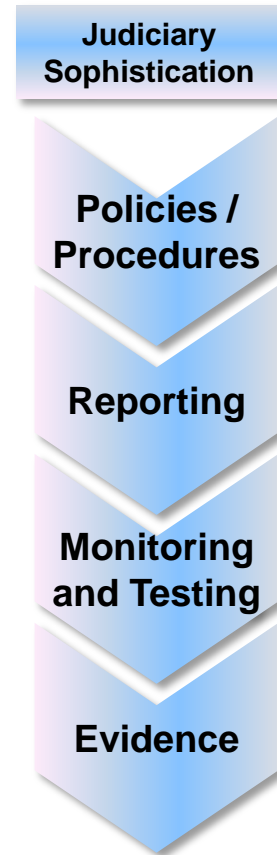 Judiciary
Sophistication
Policies /
Procedures
Reporting
Monitoring
and Testing
Evidence